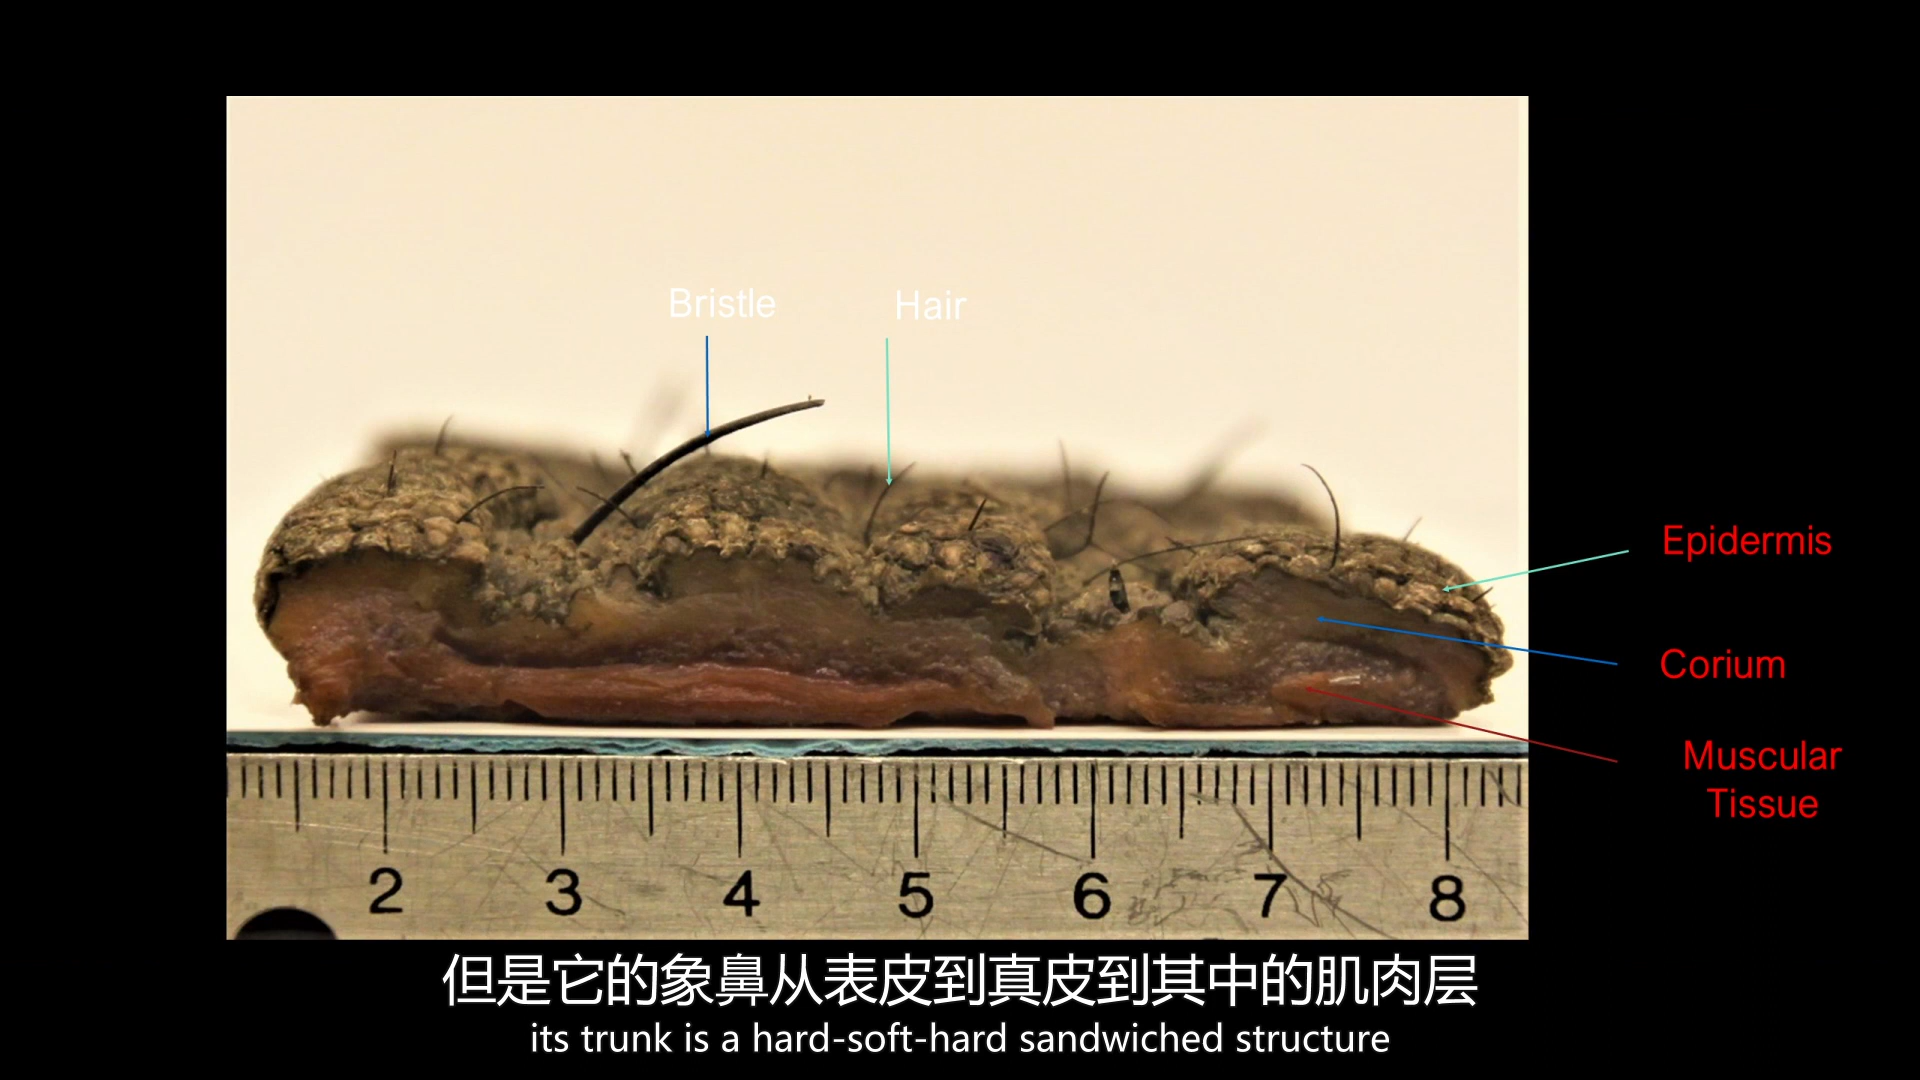 Bristle
Hair
Epidermis
Corium
Muscular
Tissue
2 3 4 5 6 7 8
但是它的象鼻从表皮到真皮到其中的肌肉层
its trunk is a hard-soft-hard sandwiched structure